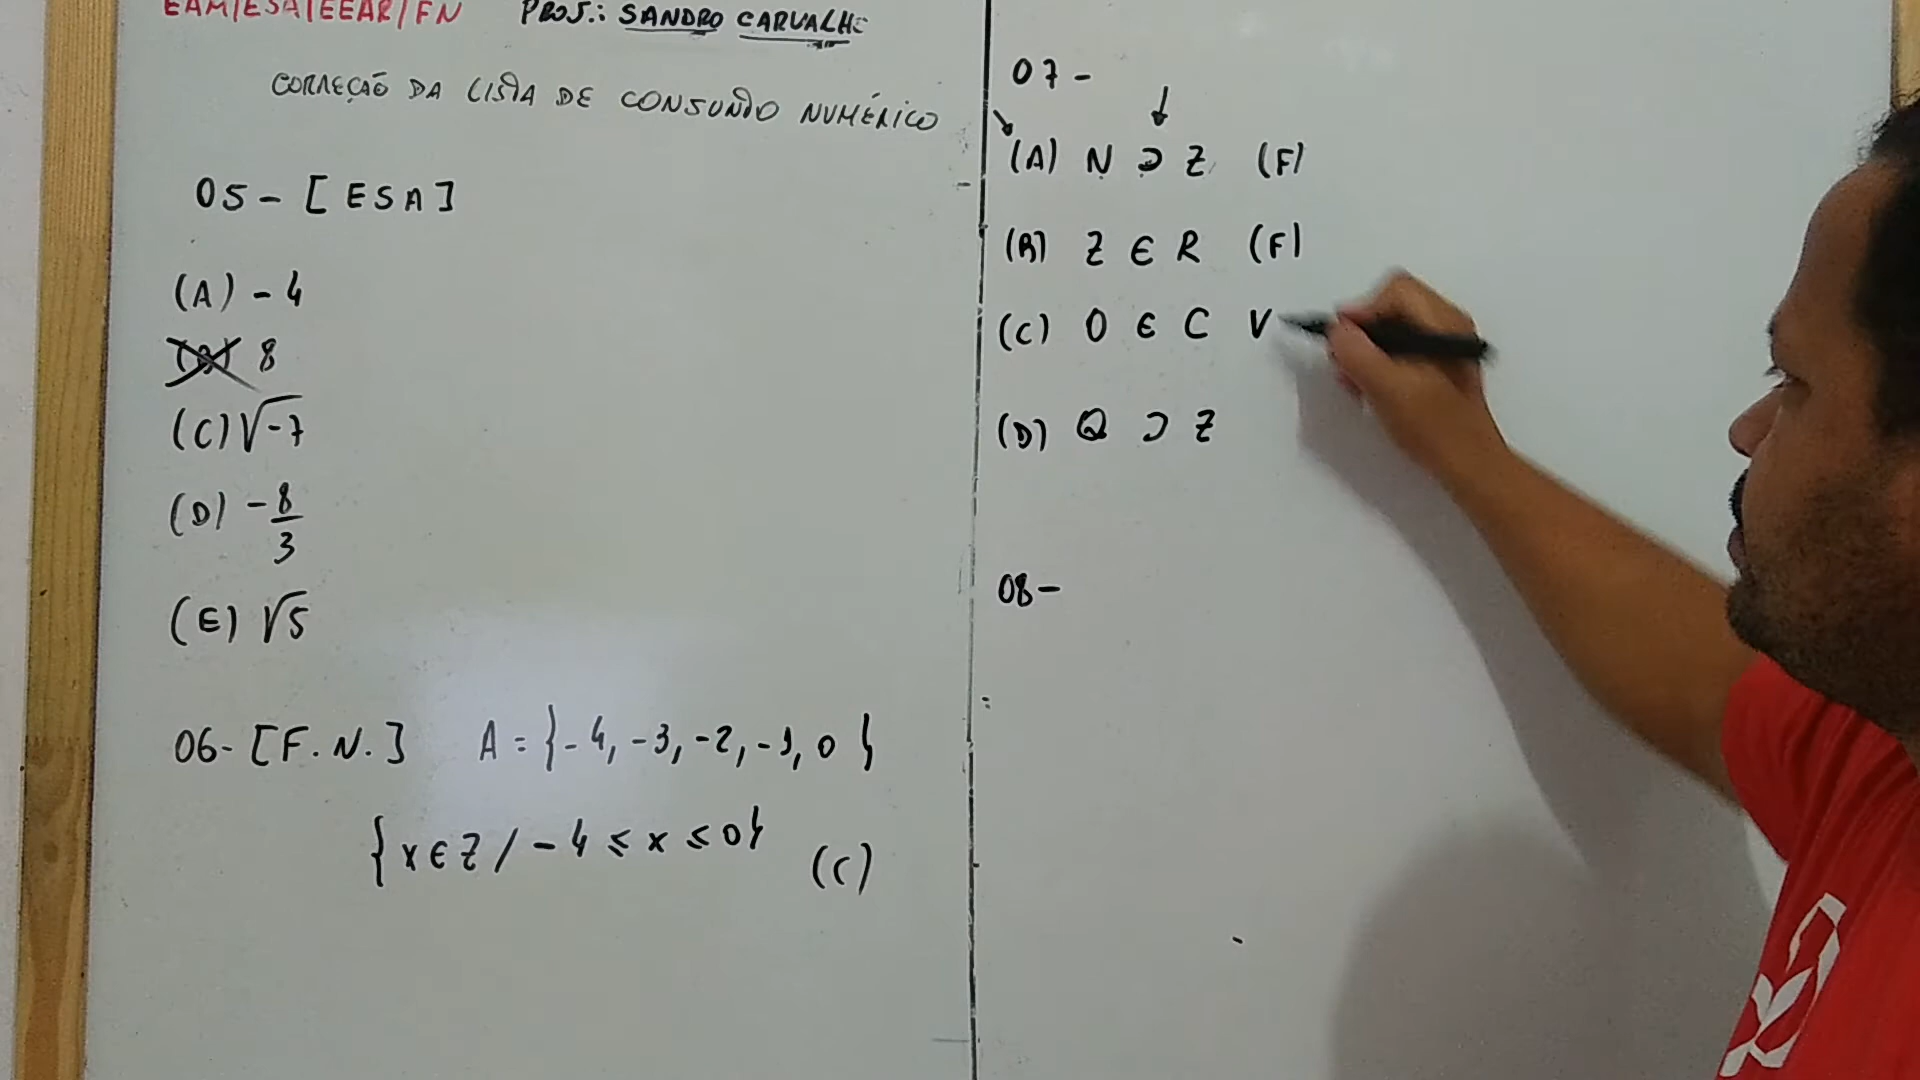 EAM/ESA/EEAR/FN PROF.: SANDRO CARVALHO
CORREÇÃO DA LISTA DE CONJUNTO NUMÉRICO
05- [ESA]
(A) -4
(B) 8
(C) √-7
(D) -8/3
(E) √5
06- [F.N.] A = {-4, -3, -2, -1, 0}
{x ∈ Z / -4 ≤ x ≤ 0} (C)
07-
(A) N ⊃ Z (F)
(B) Z ∈ R (F)
(C) 0 ∈ C V
(D) Q ⊃ Z
08-